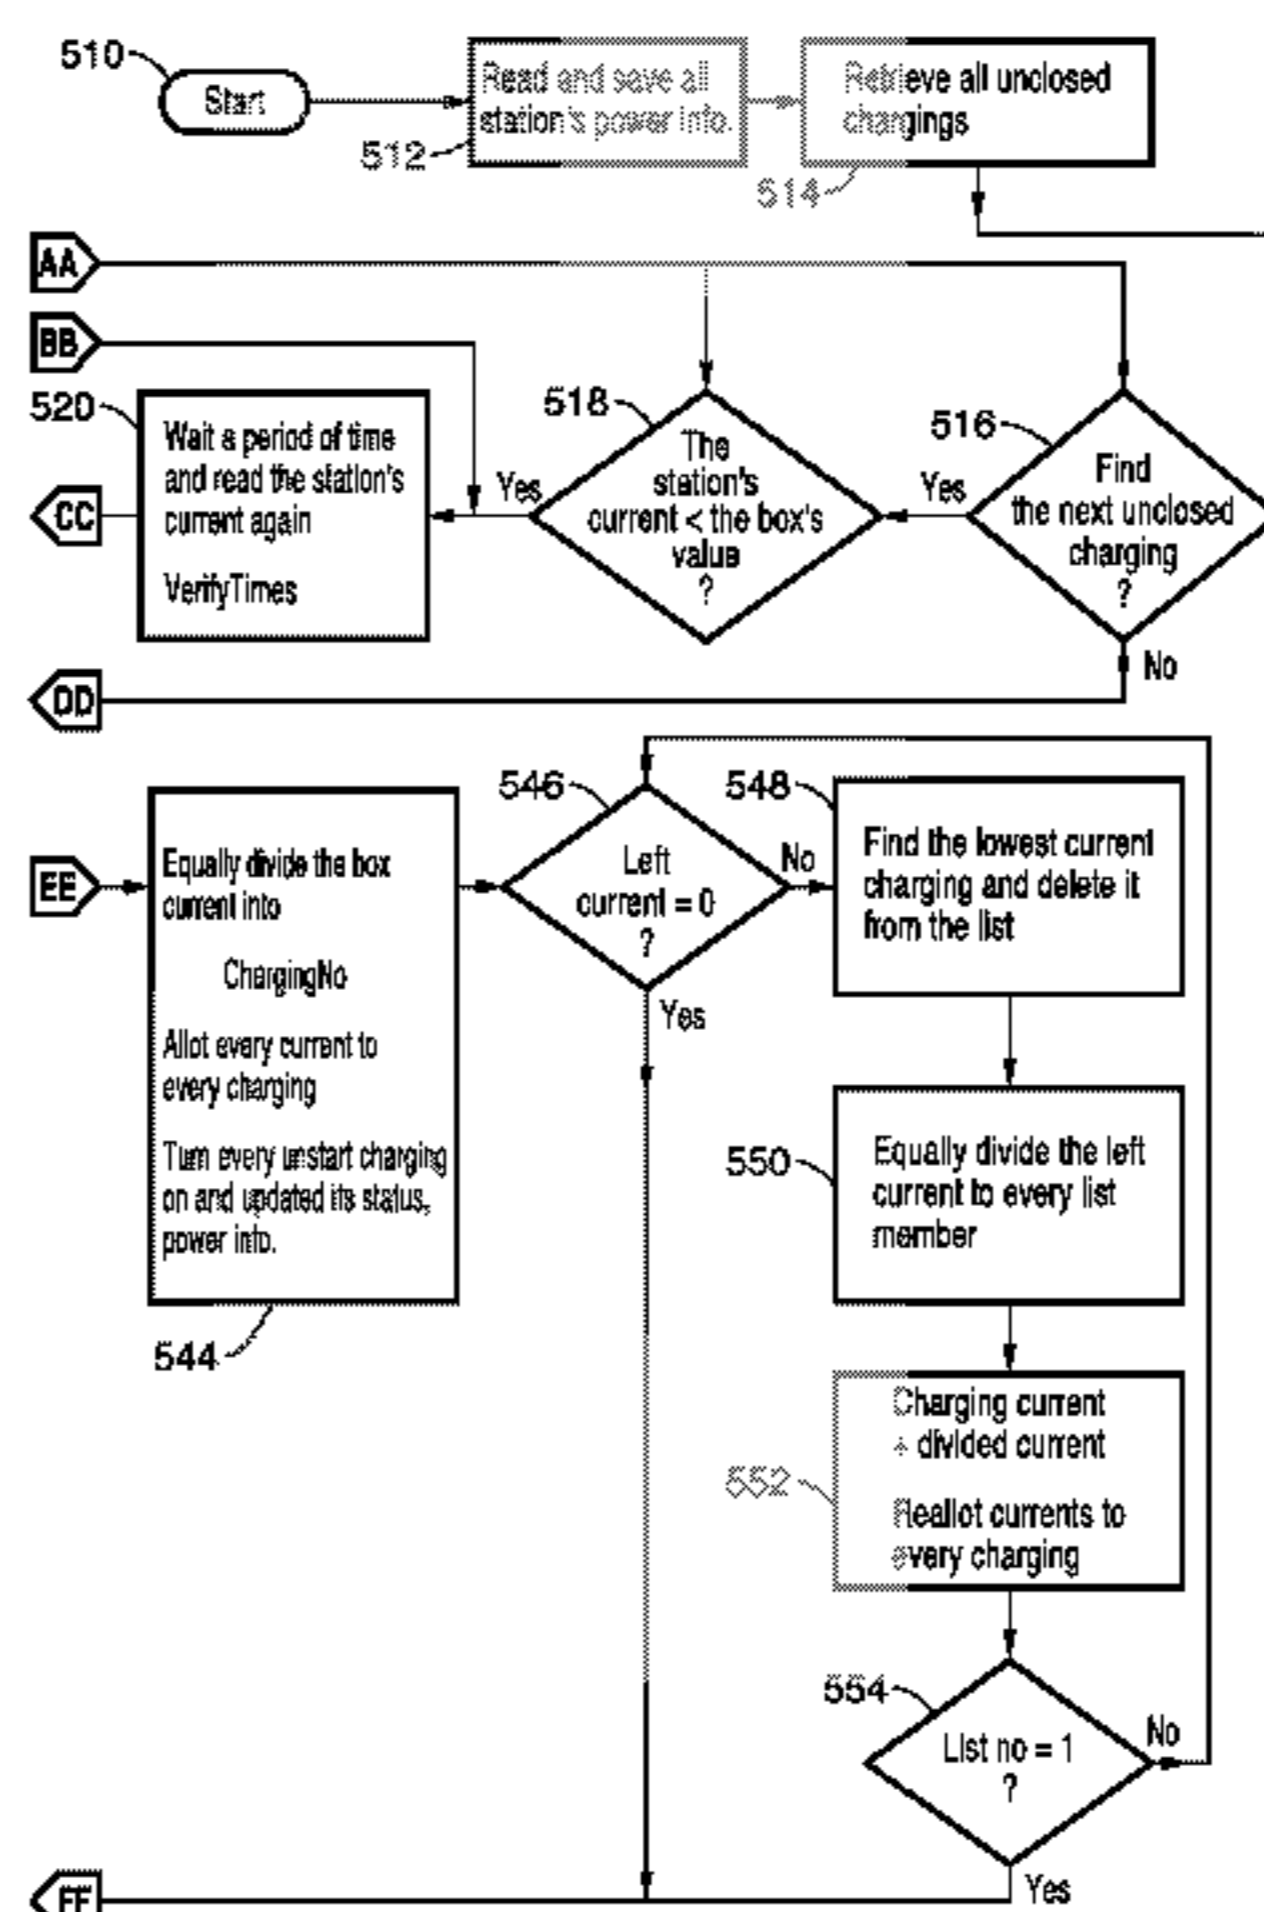 510
Start
Read and save all
station's power info.
512
Retrieve all unclosed
chargings
514
AA
BB
520
Wait a period of time
and read the station's
current again
VerifyTimes
CC
518
The
station's
current < the box's
value
?
Yes
516
Find
the next unclosed
charging
?
Yes
No
DD
EE
Equally divide the box
current into
ChargingNo
Allot every current to
every charging
Turn every unstart charging
on and updated its status,
power info.
544
546
Left
current = 0
?
No
Yes
548
Find the lowest current
charging and delete it
from the list
550
Equally divide the left
current to every list
member
552
Charging current
+ divided current
Reallot currents to
every charging
554
List no = 1
?
No
Yes
FF